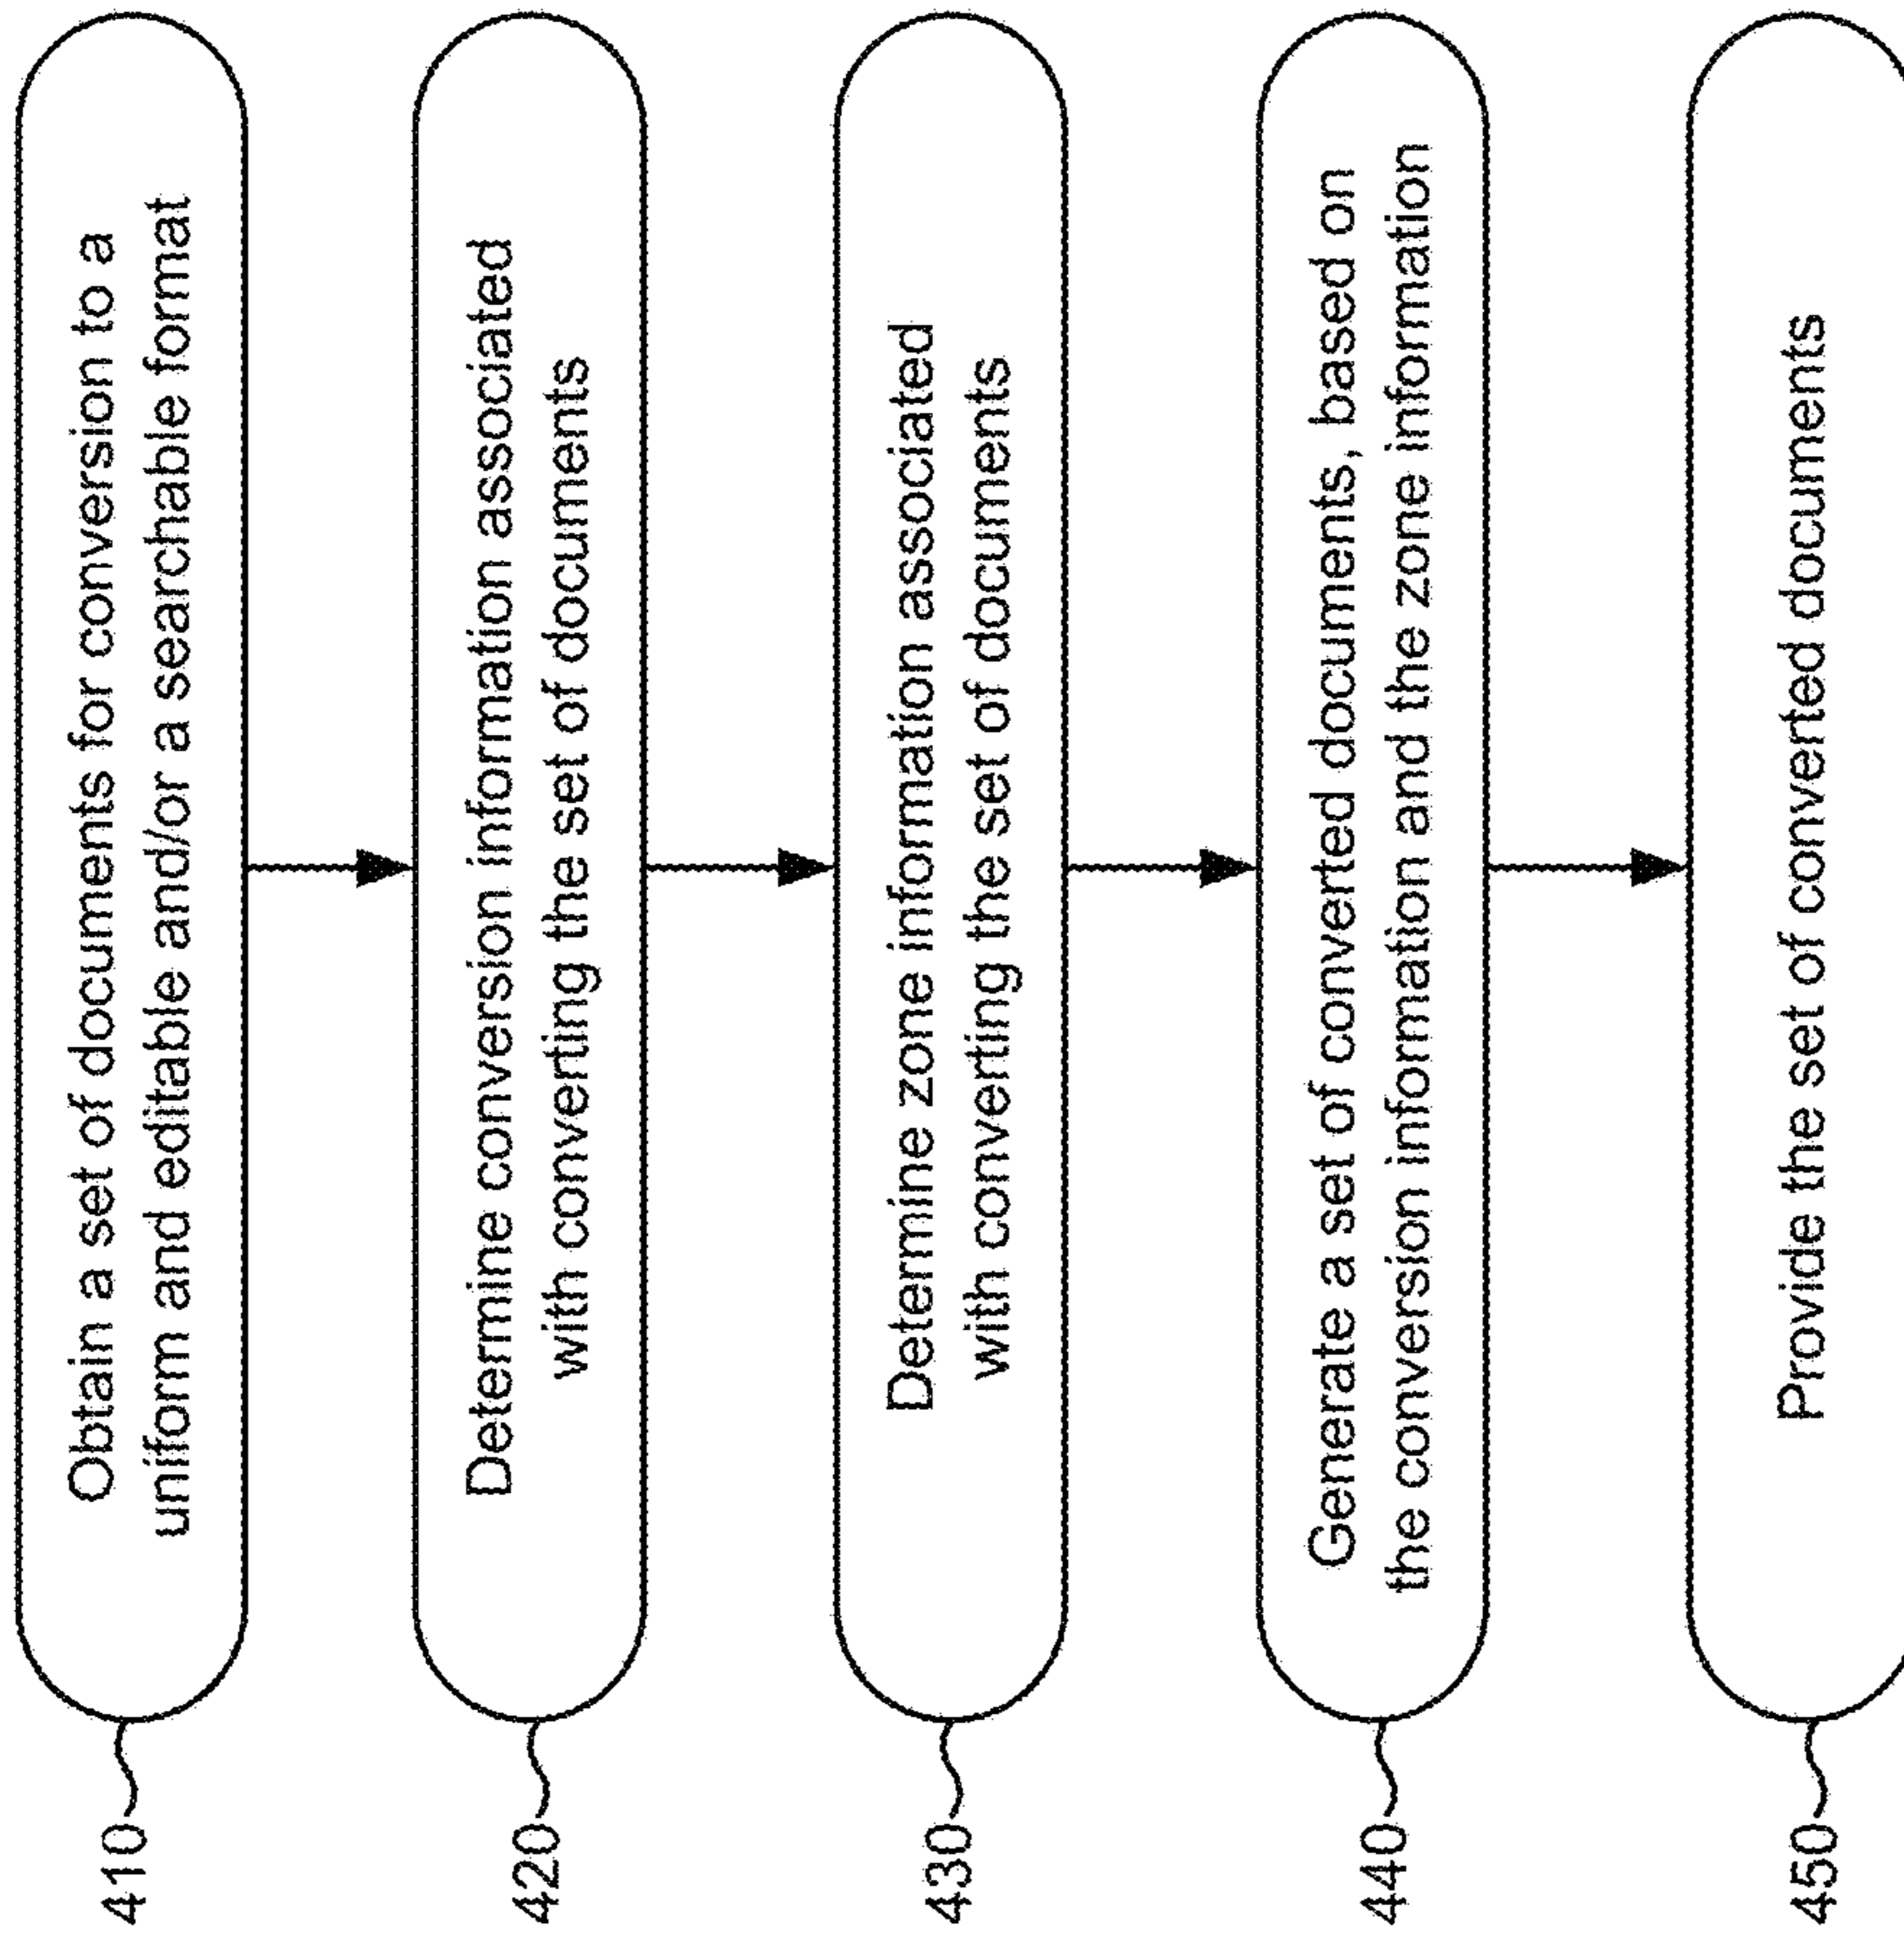 410
Obtain a set of documents for conversion to a
uniform and editable and/or a searchable format
420
Determine conversion information associated
with converting the set of documents
430
Determine zone information associated
with converting the set of documents
440
Generate a set of converted documents, based on
the conversion information and the zone information
450
Provide the set of converted documents